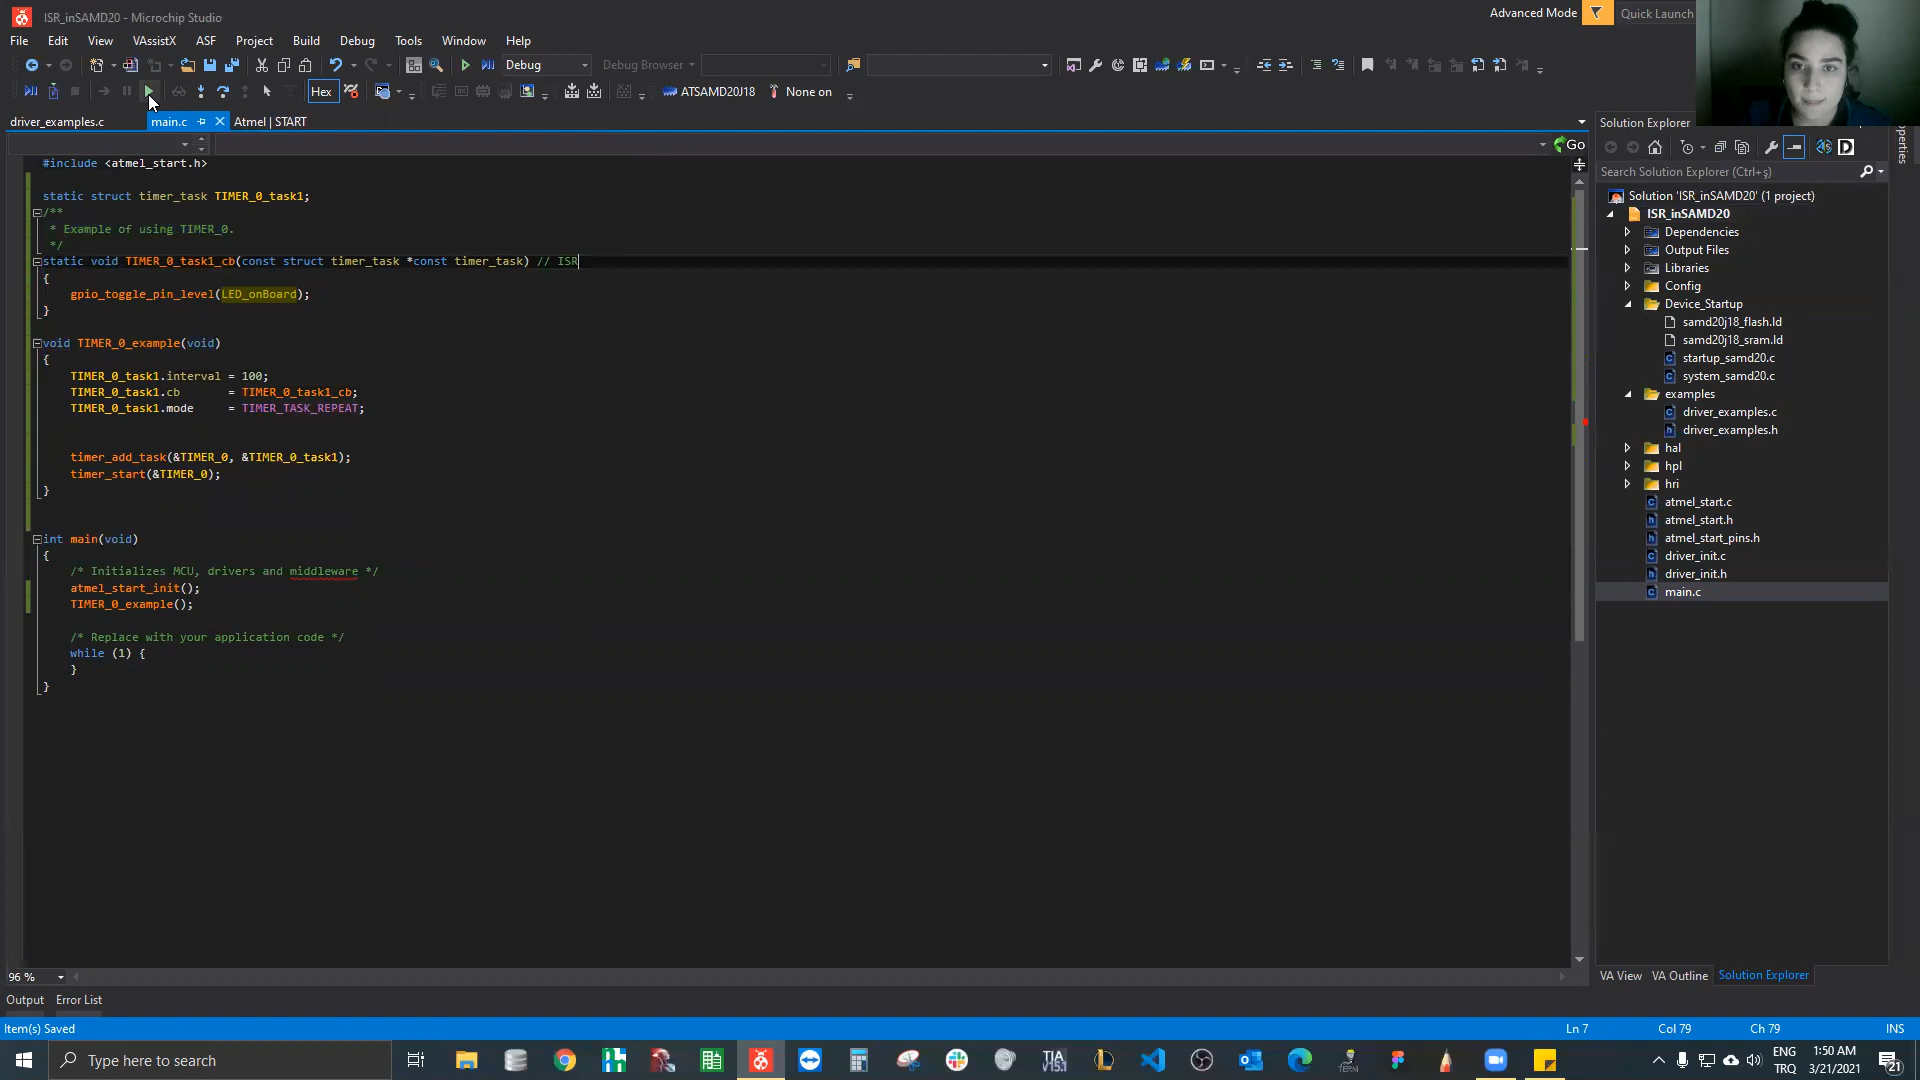 ISR_inSAMD20 - Microchip Studio
Advanced Mode
Quick Launch
File Edit View VAssistX ASF Project Build Debug Tools Window Help
Debug
Debug Browser
Hex
ATSAMD20J18
None on
driver_examples.c
main.c
Atmel | START
Go
#include <atmel_start.h>
static struct timer_task TIMER_0_task1;
/**
* Example of using TIMER_0.
*/
static void TIMER_0_task1_cb(const struct timer_task *const timer_task) // ISR
{
gpio_toggle_pin_level(LED_onBoard);
}
void TIMER_0_example(void)
{
TIMER_0_task1.interval = 100;
TIMER_0_task1.cb = TIMER_0_task1_cb;
TIMER_0_task1.mode = TIMER_TASK_REPEAT;
timer_add_task(&TIMER_0, &TIMER_0_task1);
timer_start(&TIMER_0);
}
int main(void)
{
/* Initializes MCU, drivers and middleware */
atmel_start_init();
TIMER_0_example();
/* Replace with your application code */
while (1) {
}
}
96 %
Output
Error List
Solution Explorer
Search Solution Explorer (Ctrl+ş)
Solution 'ISR_inSAMD20' (1 project)
ISR_inSAMD20
Dependencies
Output Files
Libraries
Config
Device_Startup
samd20j18_flash.ld
samd20j18_sram.ld
startup_samd20.c
system_samd20.c
examples
driver_examples.c
driver_examples.h
hal
hpl
hri
atmel_start.c
atmel_start.h
atmel_start_pins.h
driver_init.c
driver_init.h
main.c
VA View
VA Outline
Solution Explorer
Item(s) Saved
Ln 7
Col 79
Ch 79
INS
Type here to search
TIA
V15.1
ENG
TRQ
1:50 AM
3/21/2021
21